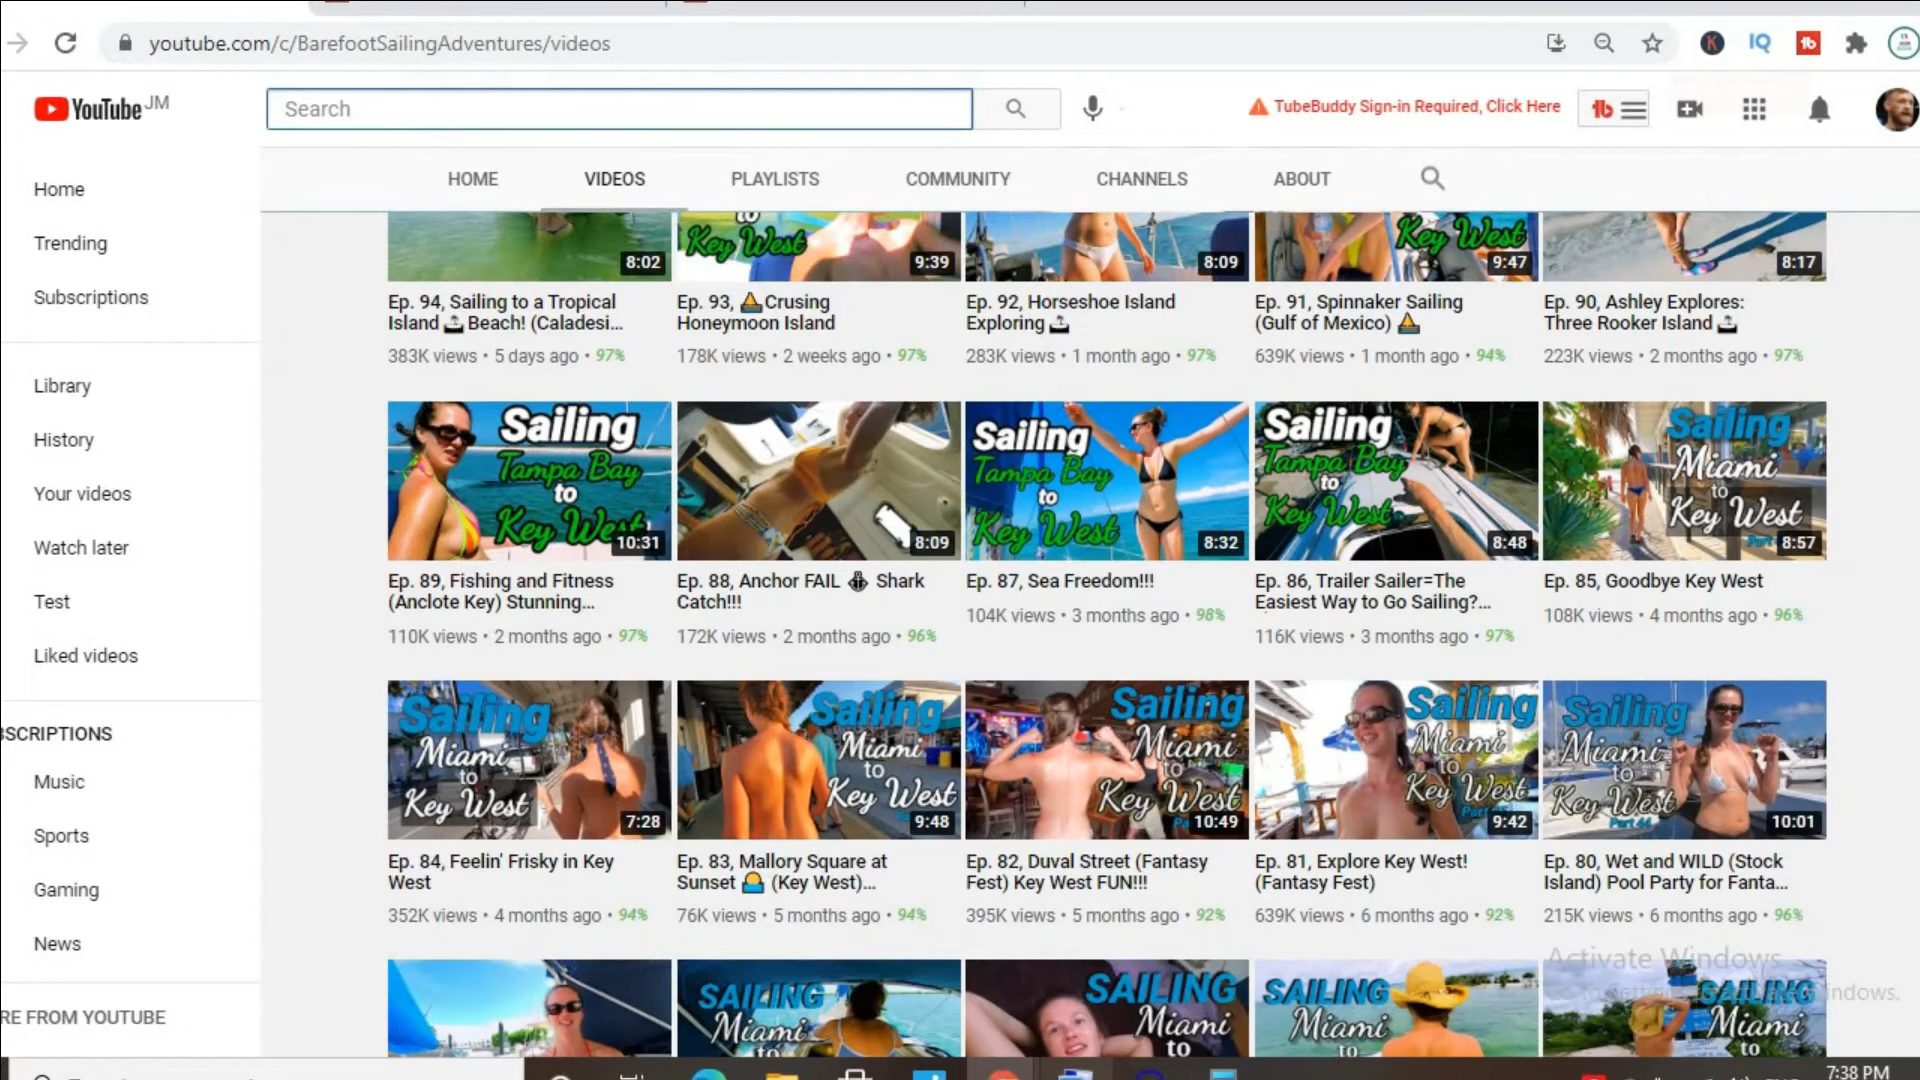 youtube.com/c/BarefootSailingAdventures/videos
K
IQ
tb
YouTube JM
Search
TubeBuddy Sign-in Required, Click Here
tb
Home
Trending
Subscriptions
Library
History
Your videos
Watch later
Test
Liked videos
BSCRIPTIONS
Music
Sports
Gaming
News
RE FROM YOUTUBE
HOME VIDEOS PLAYLISTS COMMUNITY CHANNELS ABOUT
8:02
to
Key West
9:39
8:09
Key West
9:47
8:17
Ep. 94, Sailing to a Tropical
Island Beach! (Caladesi...
383K views • 5 days ago • 97%
Ep. 93, Crusing
Honeymoon Island
178K views • 2 weeks ago • 97%
Ep. 92, Horseshoe Island
Exploring
283K views • 1 month ago • 97%
Ep. 91, Spinnaker Sailing
(Gulf of Mexico)
639K views • 1 month ago • 94%
Ep. 90, Ashley Explores:
Three Rooker Island
223K views • 2 months ago • 97%
Sailing
Tampa Bay
to
Key West
10:31
8:09
Sailing
Tampa Bay
to
Key West
8:32
Sailing
Tampa Bay
to
Key West
8:48
Sailing
Miami
to
Key West
Part
8:57
Ep. 89, Fishing and Fitness
(Anclote Key) Stunning...
110K views • 2 months ago • 97%
Ep. 88, Anchor FAIL Shark
Catch!!!
172K views • 2 months ago • 96%
Ep. 87, Sea Freedom!!!
104K views • 3 months ago • 98%
Ep. 86, Trailer Sailer=The
Easiest Way to Go Sailing?...
116K views • 3 months ago • 97%
Ep. 85, Goodbye Key West
108K views • 4 months ago • 96%
Sailing
Miami
to
Key West
7:28
Sailing
Miami
to
Key West
9:48
Sailing
Miami
to
Key West
Pa
10:49
Sailing
Miami
to
Key West
Part
9:42
Sailing
Miami
to
Key West
Part 44
10:01
Ep. 84, Feelin' Frisky in Key
West
352K views • 4 months ago • 94%
Ep. 83, Mallory Square at
Sunset (Key West)...
76K views • 5 months ago • 94%
Ep. 82, Duval Street (Fantasy
Fest) Key West FUN!!!
395K views • 5 months ago • 92%
Ep. 81, Explore Key West!
(Fantasy Fest)
639K views • 6 months ago • 92%
Ep. 80, Wet and WILD (Stock
Island) Pool Party for Fanta...
215K views • 6 months ago • 96%
SAILING
Miami
to
SAILING
Miami
to
SAILING
Miami
to
SAILING
Miami
to
Activate Windows
indows.
7:38 PM